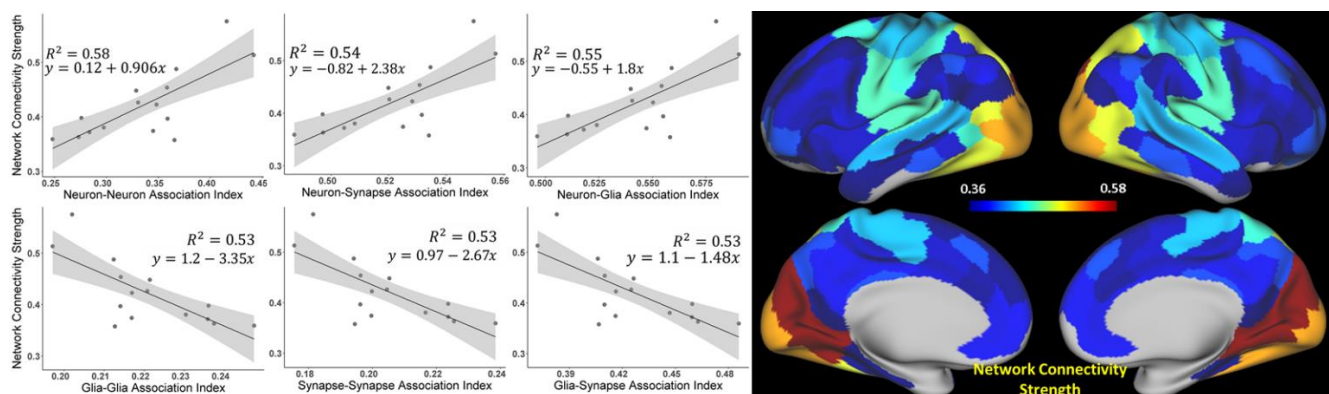 Network Connectivity Strength
0.5
0.4
0.3
R² = 0.58
y = 0.12 + 0.906x
0.25 0.30 0.35 0.40 0.45
Neuron-Neuron Association Index
0.5
0.4
0.3
R² = 0.54
y = −0.82 + 2.38x
0.50 0.52 0.54 0.56
Neuron-Synapse Association Index
0.5
0.4
0.3
R² = 0.55
y = −0.55 + 1.8x
0.500 0.525 0.550 0.575
Neuron-Glia Association Index
Network Connectivity Strength
0.5
0.4
0.3
R² = 0.53
y = 1.2 − 3.35x
0.20 0.21 0.22 0.23 0.24
Glia-Glia Association Index
0.5
0.4
0.3
R² = 0.53
y = 0.97 − 2.67x
0.18 0.20 0.22 0.24
Synapse-Synapse Association Index
0.5
0.4
0.3
R² = 0.53
y = 1.1 − 1.48x
0.39 0.42 0.45 0.48
Glia-Synapse Association Index
0.36 0.58
Network Connectivity
Strength